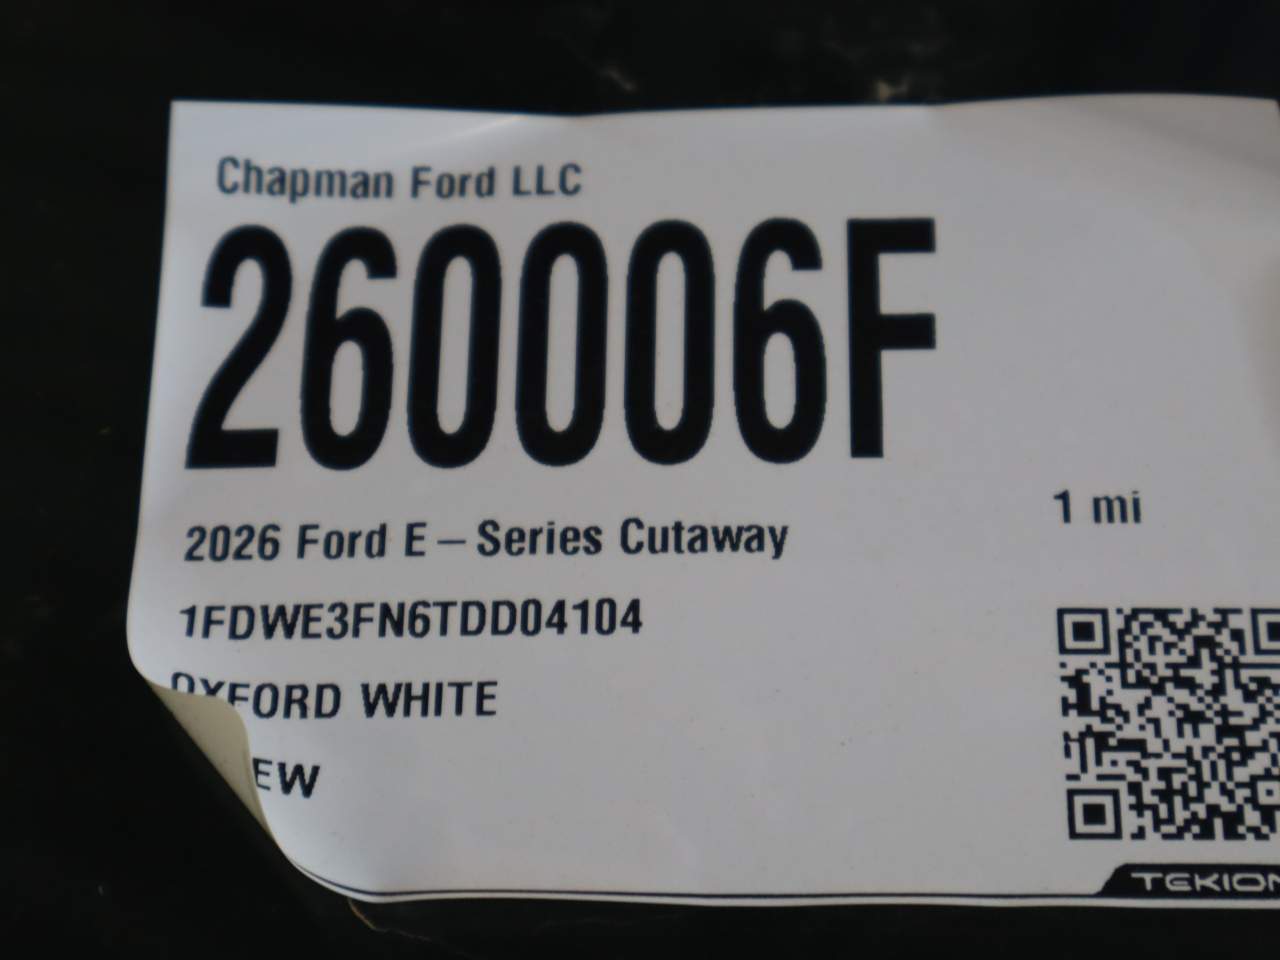 Chapman Ford LLC
260006F
2026 Ford E – Series Cutaway
1 mi
1FDWE3FN6TDD04104
OXFORD WHITE
EW
TEKION